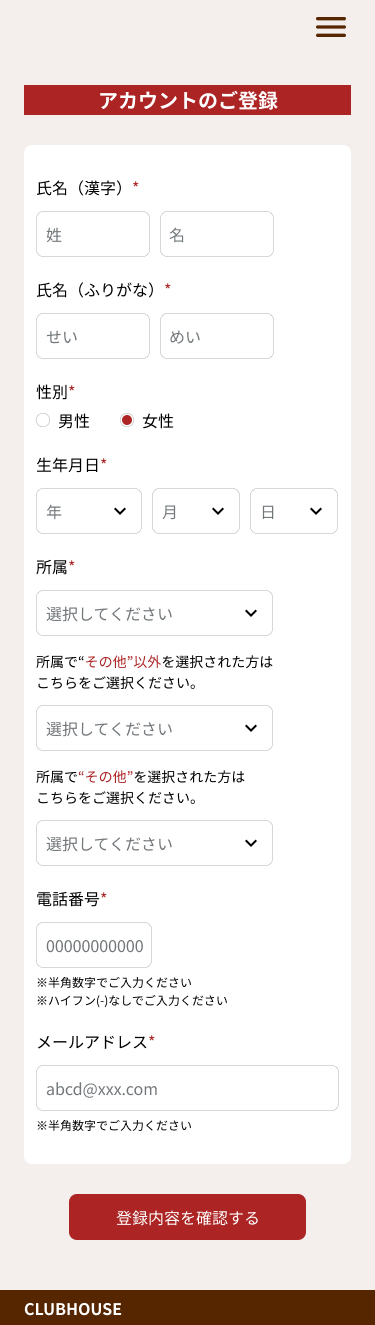 アカウントのご登録
氏名（漢字）*
姓 名
氏名（ふりがな）*
せい めい
性別*
男性 女性
生年月日*
年 月 日
所属*
選択してください
所属で“その他”以外を選択された方は
こちらをご選択ください。
選択してください
所属で“その他”を選択された方は
こちらをご選択ください。
選択してください
電話番号*
00000000000
※半角数字でご入力ください
※ハイフン(-)なしでご入力ください
メールアドレス*
abcd@xxx.com
※半角数字でご入力ください
登録内容を確認する
CLUBHOUSE